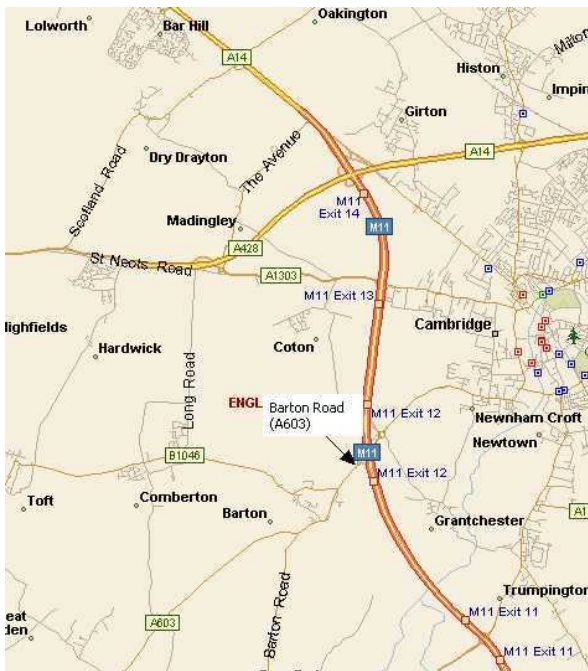 Lolworth
Bar Hill
Oakington
A14
Histon
Girton
A14
Dry Drayton
The Avenue
Scotland Road
M11
Exit 14
Madingley
M11
A428
St Neots Road
A1303
M11 Exit 13
Cambridge
Hardwick
Coton
Long Road
ENGL
Barton Road
(A603)
M11 Exit 12
Newnham Croft
Newtown
M11
B1046
M11 Exit 12
Toft
Comberton
Barton
Grantchester
Barton Road
Trumpington
A603
M11 Exit 11
M11 Exit 11